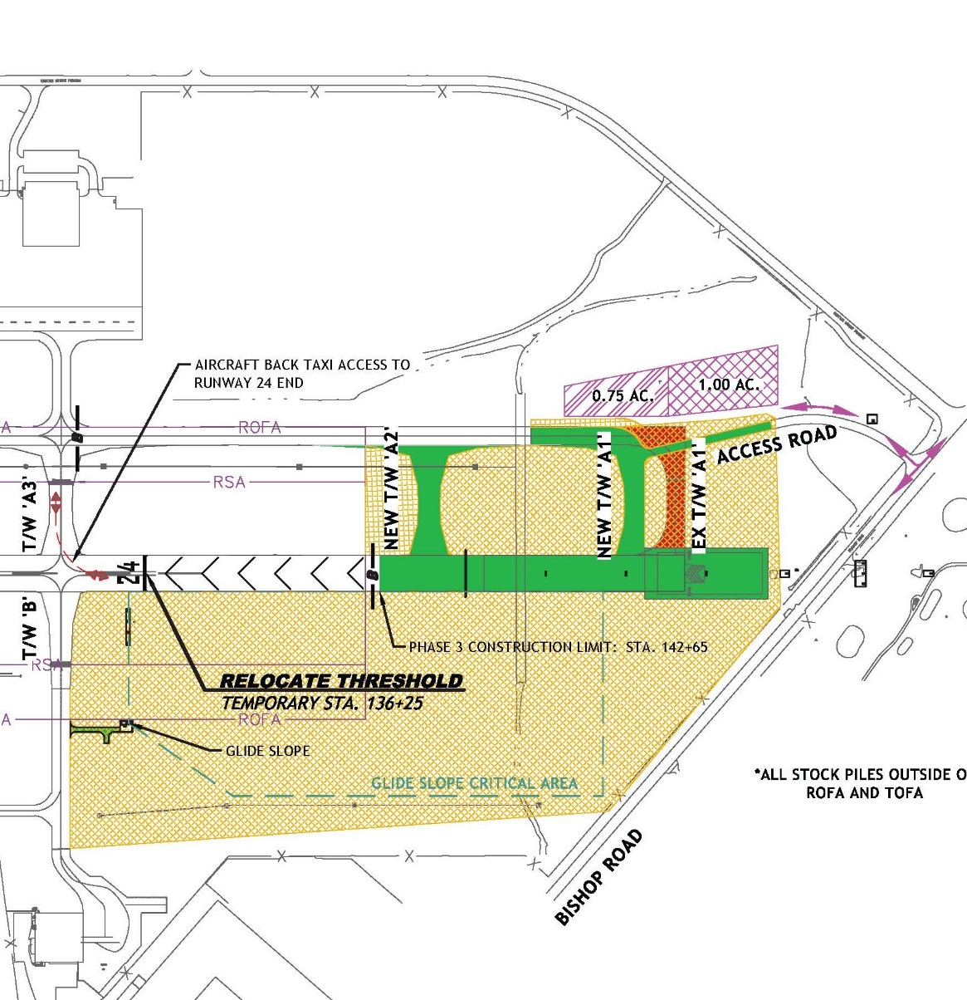 AIRCRAFT BACK TAXI ACCESS TO
RUNWAY 24 END
0.75 AC.
1.00 AC.
A
ROFA
B
ACCESS ROAD
RSA
T/W 'A3'
NEW T/W 'A2'
NEW T/W 'A1'
EX T/W 'A1'
24
B
T/W 'B'
PHASE 3 CONSTRUCTION LIMIT: STA. 142+65
RSA
RELOCATE THRESHOLD
TEMPORARY STA. 136+25
A
ROFA
GLIDE SLOPE
GLIDE SLOPE CRITICAL AREA
*ALL STOCK PILES OUTSIDE O
ROFA AND TOFA
BISHOP ROAD